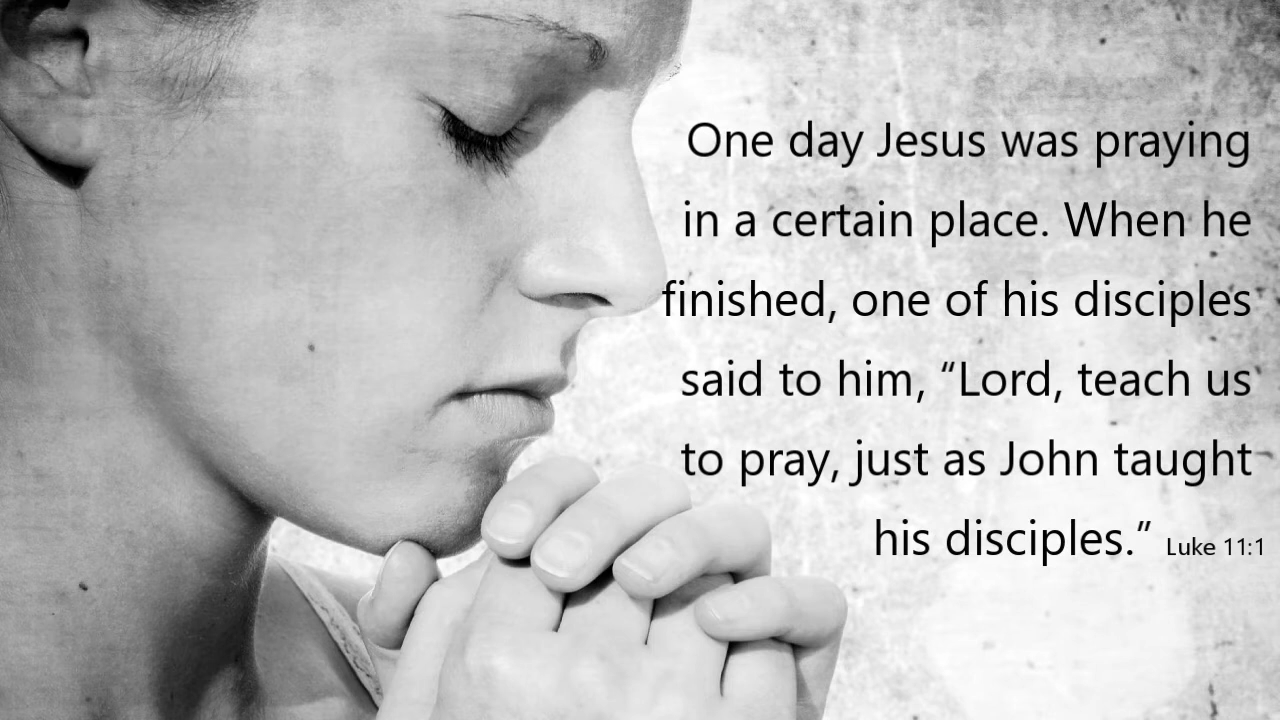 One day Jesus was praying
in a certain place. When he
finished, one of his disciples
said to him, “Lord, teach us
to pray, just as John taught
his disciples.” Luke 11:1